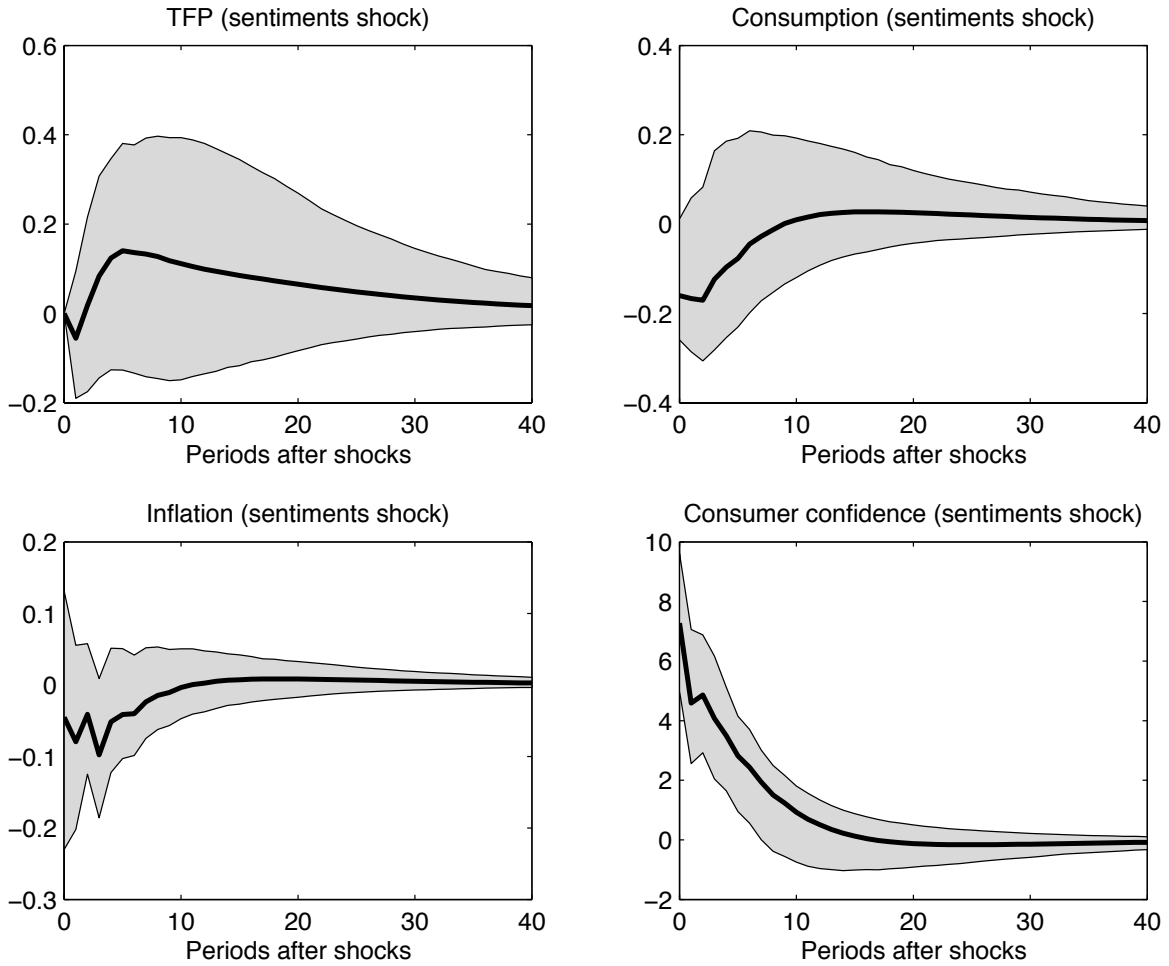 TFP (sentiments shock)
0.6
0.4
0.2
0
−0.2
0 10 20 30 40
Periods after shocks
Consumption (sentiments shock)
0.4
0.2
0
−0.2
−0.4
0 10 20 30 40
Periods after shocks
Inflation (sentiments shock)
0.2
0.1
0
−0.1
−0.2
−0.3
0 10 20 30 40
Periods after shocks
Consumer confidence (sentiments shock)
10
8
6
4
2
0
−2
0 10 20 30 40
Periods after shocks